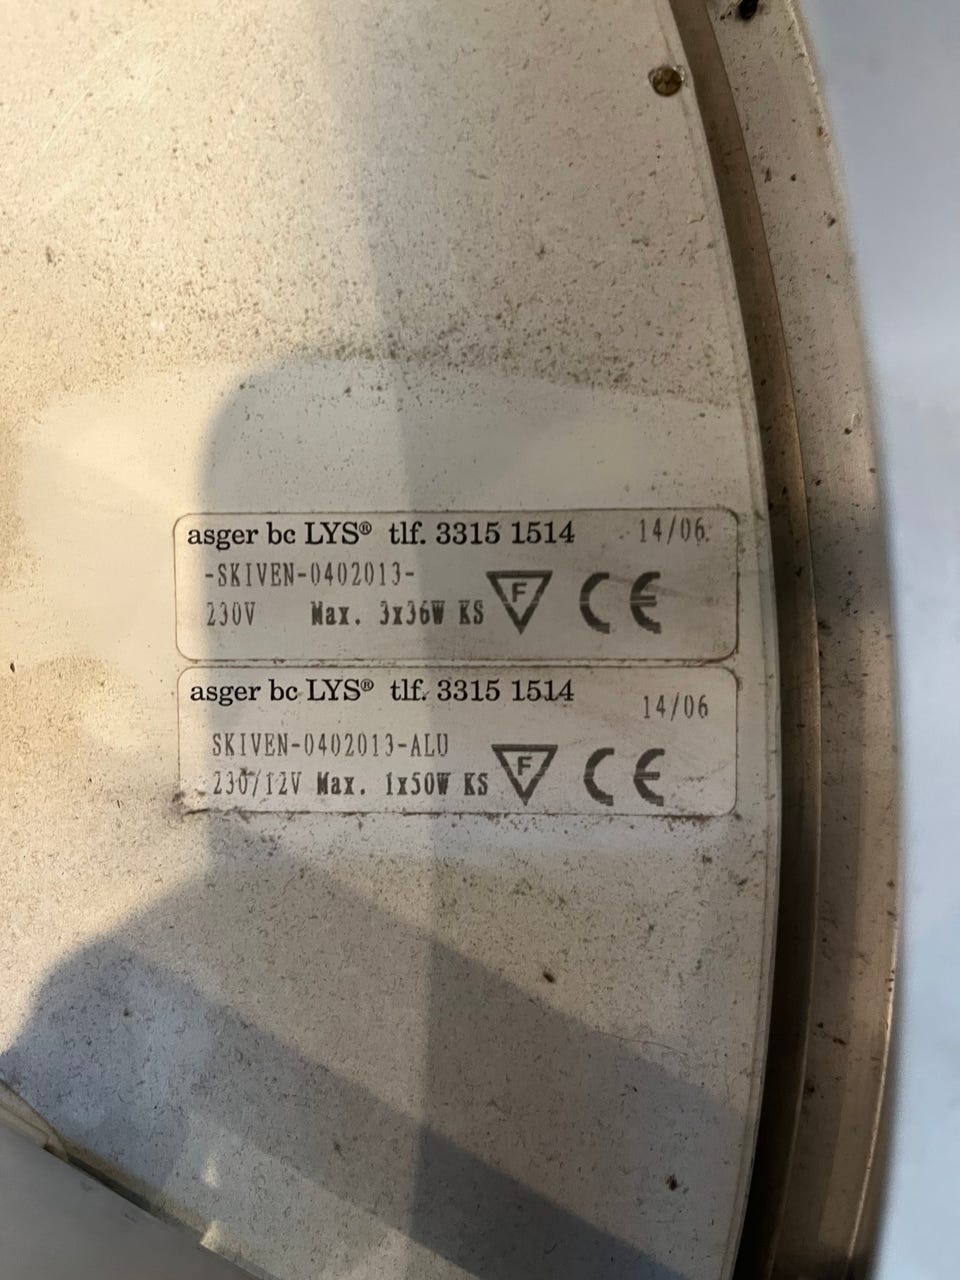 asger bc LYS® tlf. 3315 1514 14/06
-SKIVEN-0402013-
230V Max. 3x36W KS F CE
asger bc LYS® tlf. 3315 1514 14/06
SKIVEN-0402013-ALU
230/12V Max. 1x50W KS F CE